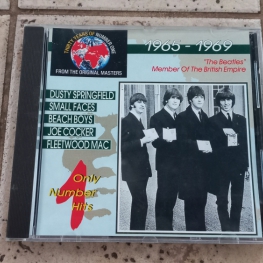 THIRTY YEARS OF NUMBER ONE
FROM THE ORIGINAL MASTERS
1965 - 1969
"The Beatles"
Member Of The British Empire
DUSTY SPRINGFIELD
SMALL FACES
BEACH BOYS
JOE COCKER
FLEETWOOD MAC
1
Only
Number
Hits